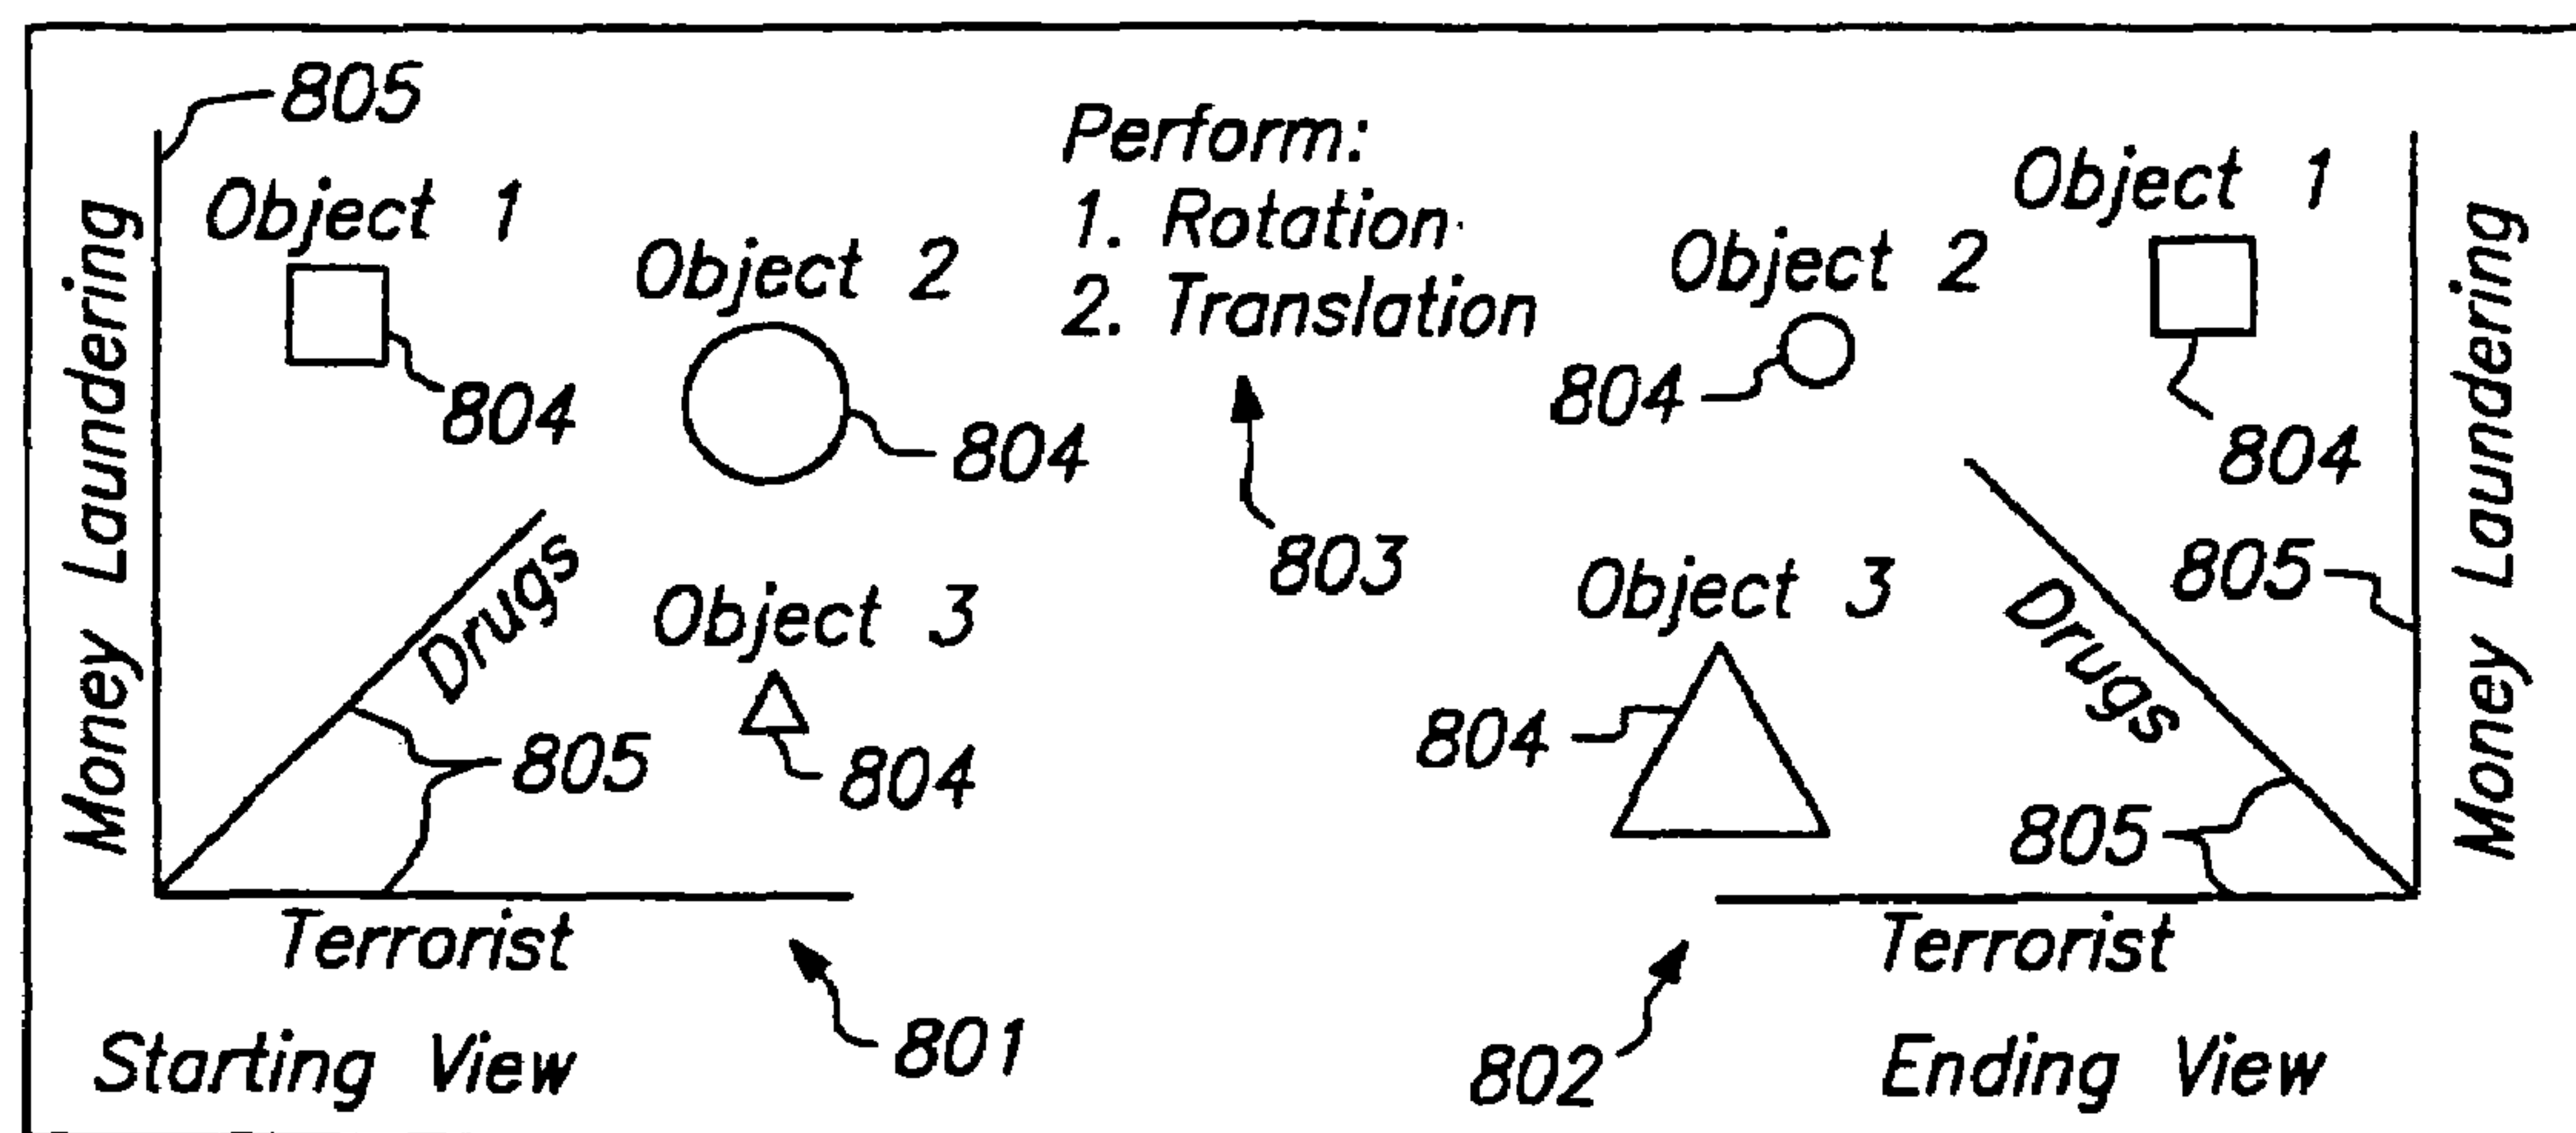 805
Money Laundering
Object 1
804
Object 2
804
Drugs
805
Object 3
804
Terrorist
801
Starting View
Perform:
1. Rotation
2. Translation
803
Object 1
804
Object 2
804
Object 3
804
Drugs
805
805
Money Laundering
Terrorist
802
Ending View